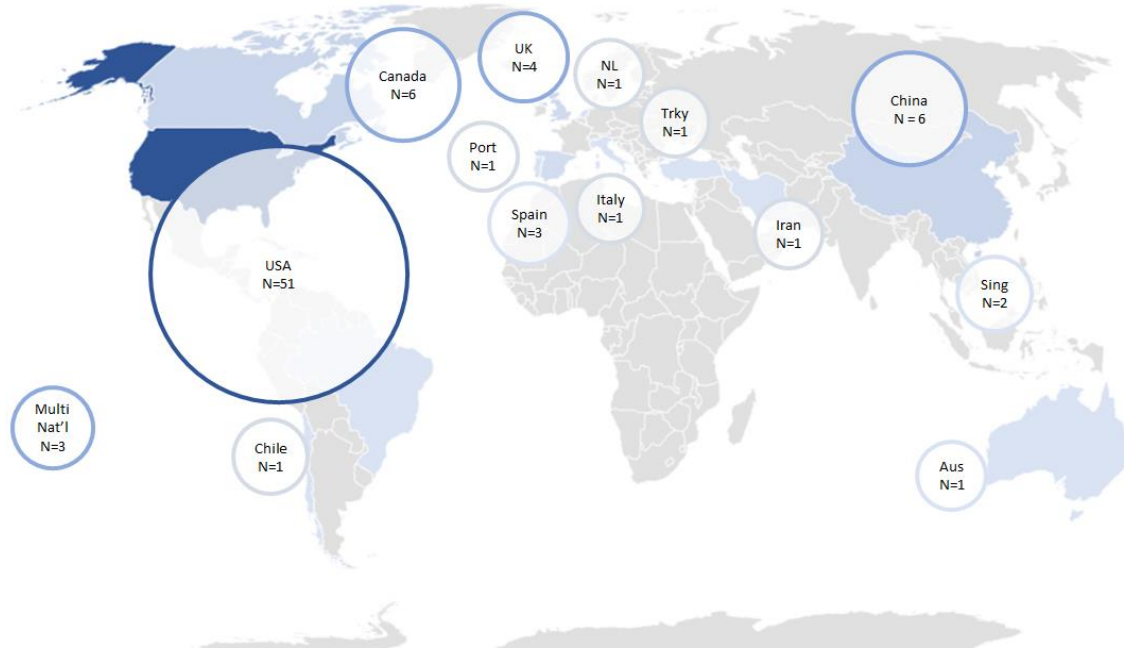 UK
N=4
NL
N=1
Canada
N=6
China
N = 6
Trky
N=1
Port
N=1
Italy
N=1
Spain
N=3
Iran
N=1
USA
N=51
Sing
N=2
Multi
Nat'l
N=3
Chile
N=1
Aus
N=1